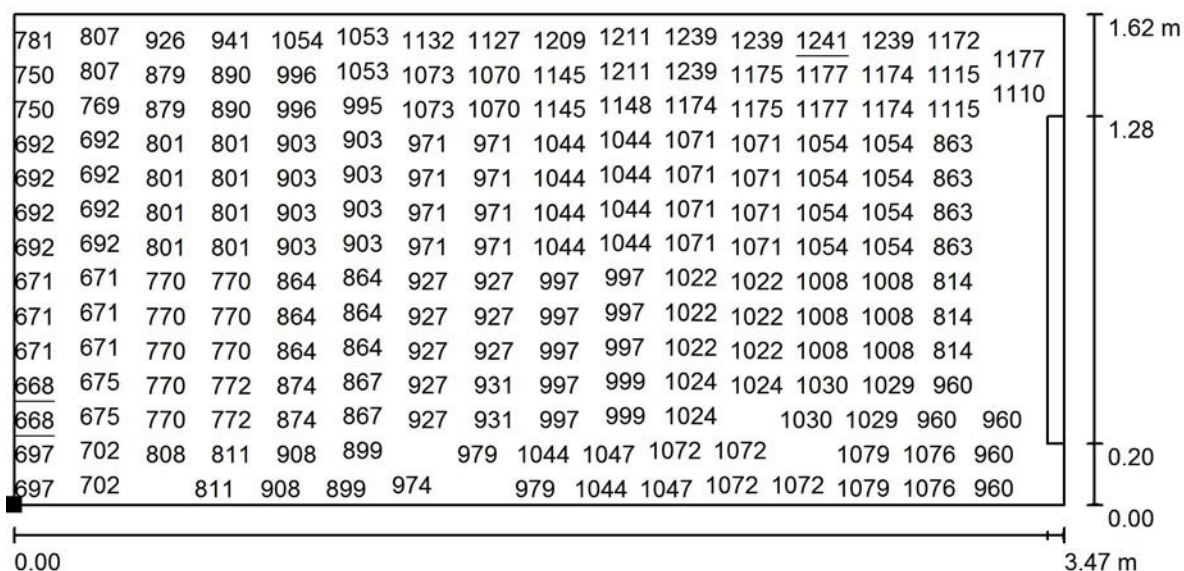 781 807 926 941 1054 1053 1132 1127 1209 1211 1239 1239 1241 1239 1172 1177 1.62 m
750 807 879 890 996 1053 1073 1070 1145 1211 1239 1175 1177 1174 1115 1110
750 769 879 890 996 995 1073 1070 1145 1148 1174 1175 1177 1174 1115
692 692 801 801 903 903 971 971 1044 1044 1071 1071 1054 1054 863 1.28
692 692 801 801 903 903 971 971 1044 1044 1071 1071 1054 1054 863
692 692 801 801 903 903 971 971 1044 1044 1071 1071 1054 1054 863
692 692 801 801 903 903 971 971 1044 1044 1071 1071 1054 1054 863
671 671 770 770 864 864 927 927 997 997 1022 1022 1008 1008 814
671 671 770 770 864 864 927 927 997 997 1022 1022 1008 1008 814
671 671 770 770 864 864 927 927 997 997 1022 1022 1008 1008 814
668 675 770 772 874 867 927 931 997 999 1024 1024 1030 1029 960
668 675 770 772 874 867 927 931 997 999 1024 1030 1029 960 960
697 702 808 811 908 899 979 1044 1047 1072 1072 1079 1076 960 0.20
697 702 811 908 899 974 979 1044 1047 1072 1072 1079 1076 960
0.00
0.00 3.47 m